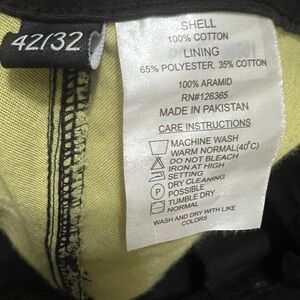 42/32
SHELL
100% COTTON
LINING
65% POLYESTER, 35% COTTON
100% ARAMID
RN#126365
MADE IN PAKISTAN
CARE INSTRUCTIONS
MACHINE WASH
WARM NORMAL(40°C)
DO NOT BLEACH
IRON AT HIGH
SETTING
DRY CLEANING
P POSSIBLE
TUMBLE DRY
NORMAL
WASH AND DRY WITH LIKE
COLORS